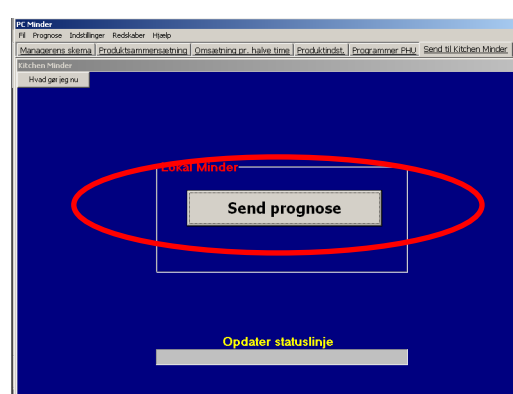 PC Minder
Fil Prognose Indstillinger Redskaber Hjælp
Managerens skema Produktsammensætning Omsætning pr. halve time Produktindst. Programmer PHU Send til Kitchen Minder
Kitchen Minder
Hvad gør jeg nu
Lokal Minder
Send prognose
Opdater statuslinje